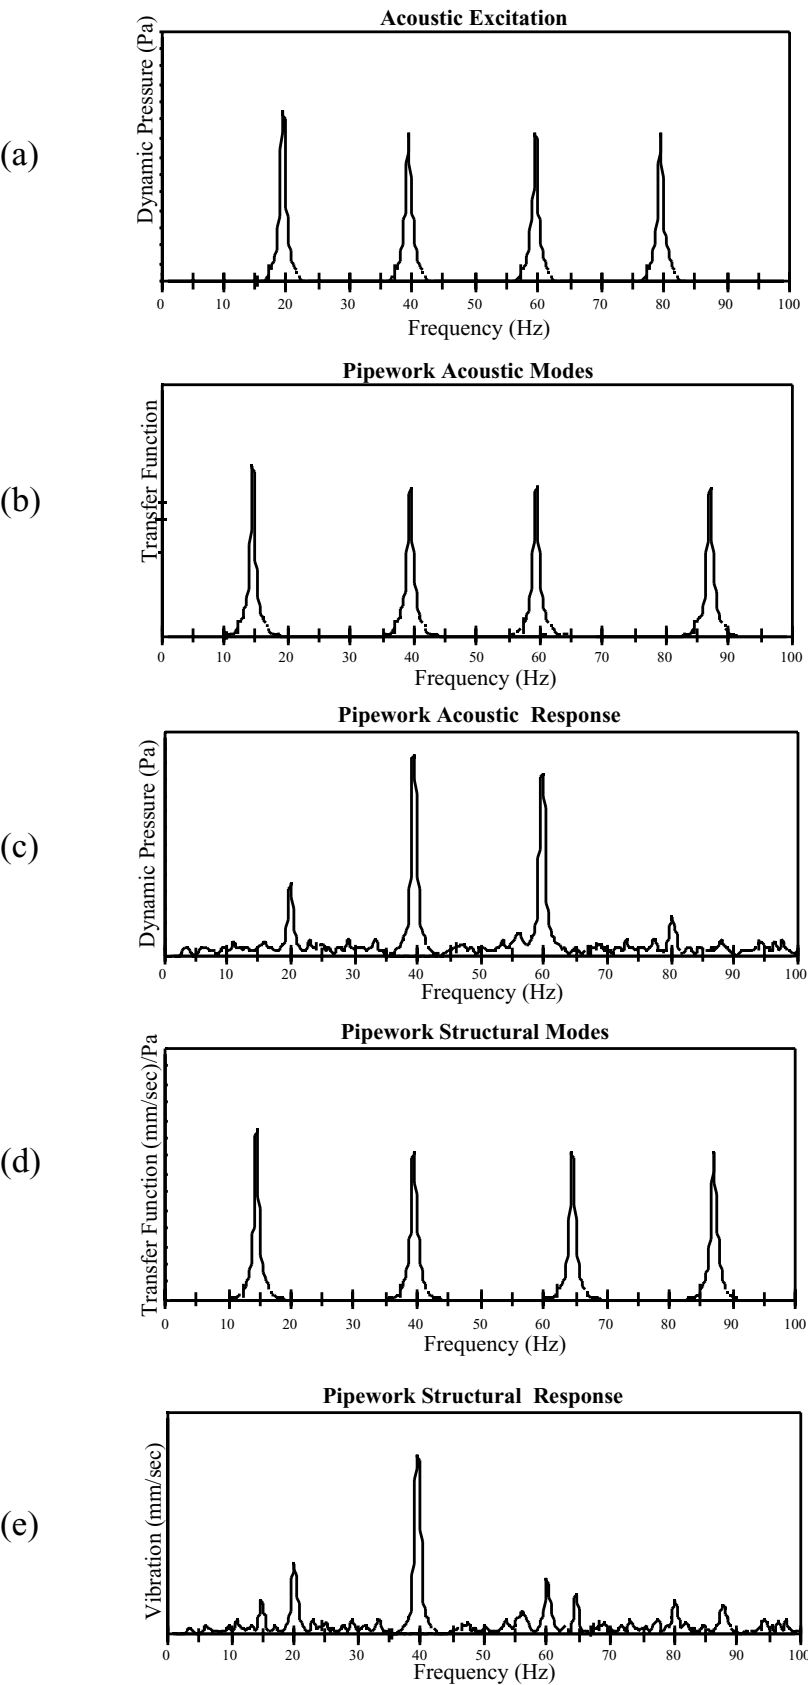 Acoustic Excitation
(a)
Dynamic Pressure (Pa)
0 10 20 30 40 50 60 70 80 90 100
Frequency (Hz)
Pipework Acoustic Modes
(b)
Transfer Function
0 10 20 30 40 50 60 70 80 90 100
Frequency (Hz)
Pipework Acoustic Response
(c)
Dynamic Pressure (Pa)
0 10 20 30 40 50 60 70 80 90 100
Frequency (Hz)
Pipework Structural Modes
(d)
Transfer Function (mm/sec)/Pa
0 10 20 30 40 50 60 70 80 90 100
Frequency (Hz)
Pipework Structural Response
(e)
Vibration (mm/sec)
0 10 20 30 40 50 60 70 80 90 100
Frequency (Hz)